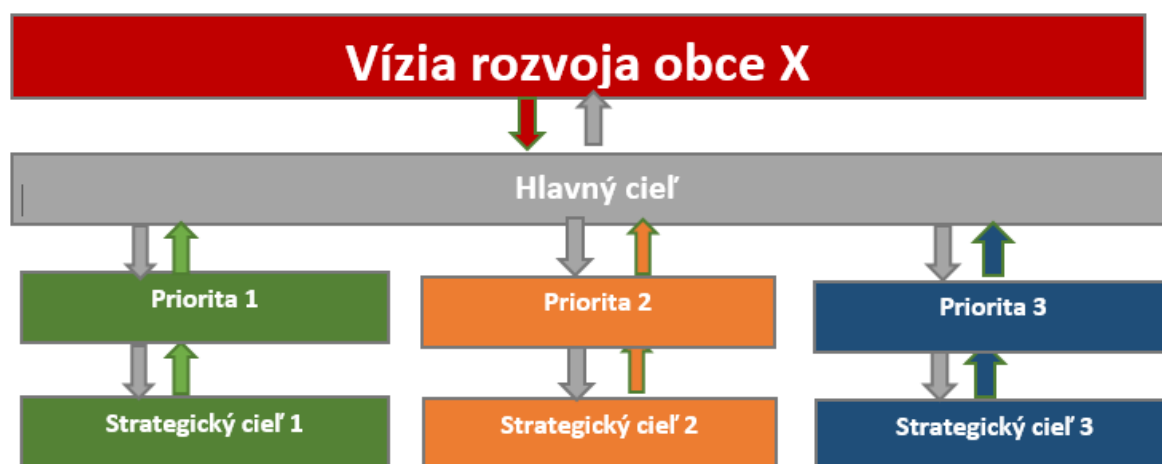 Vízia rozvoja obce X
Hlavný cieľ
Priorita 1
Priorita 2
Priorita 3
Strategický cieľ 1
Strategický cieľ 2
Strategický cieľ 3